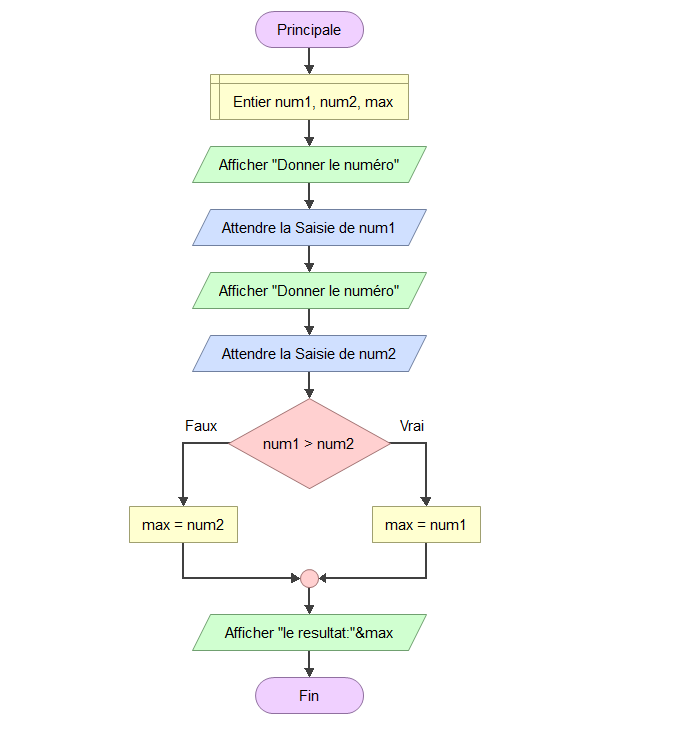 Principale
Entier num1, num2, max
Afficher "Donner le numéro"
Attendre la Saisie de num1
Afficher "Donner le numéro"
Attendre la Saisie de num2
Faux
Vrai
num1 > num2
max = num2
max = num1
Afficher "le resultat:"&max
Fin